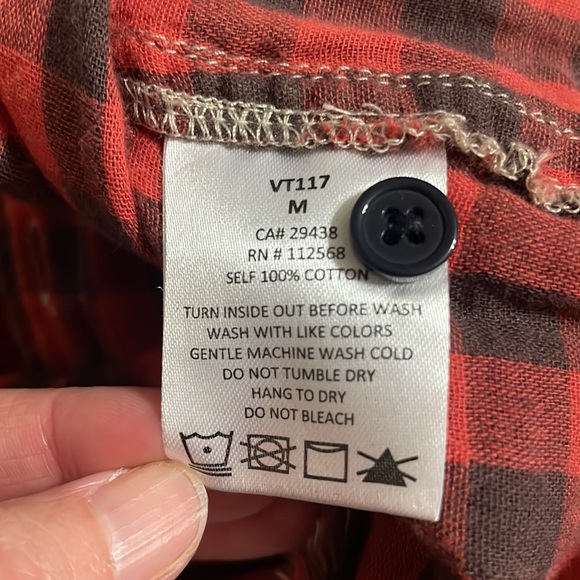 VT117
M
CA# 29438
RN # 112568
SELF 100% COTTON
TURN INSIDE OUT BEFORE WASH
WASH WITH LIKE COLORS
GENTLE MACHINE WASH COLD
DO NOT TUMBLE DRY
HANG TO DRY
DO NOT BLEACH